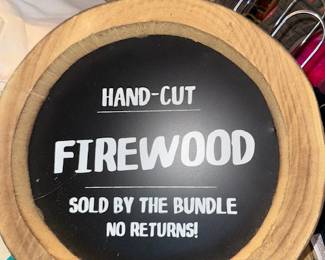 HAND-CUT
FIREWOOD
SOLD BY THE BUNDLE
NO RETURNS!